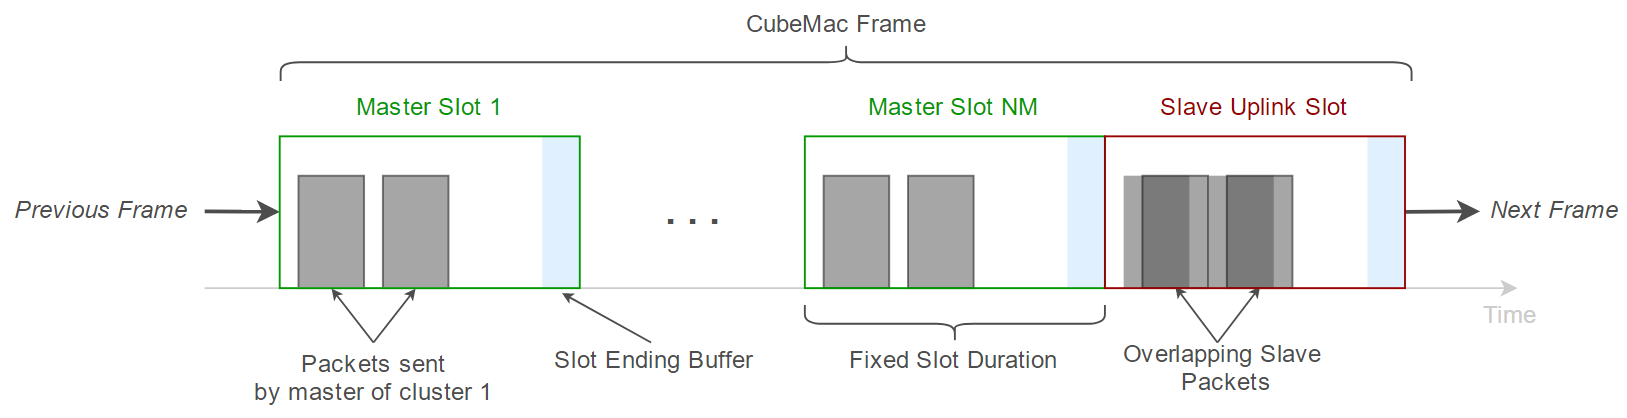 CubeMac Frame
Master Slot 1
Master Slot NM
Slave Uplink Slot
Previous Frame
. . .
Next Frame
Time
Packets sent
by master of cluster 1
Slot Ending Buffer
Fixed Slot Duration
Overlapping Slave
Packets